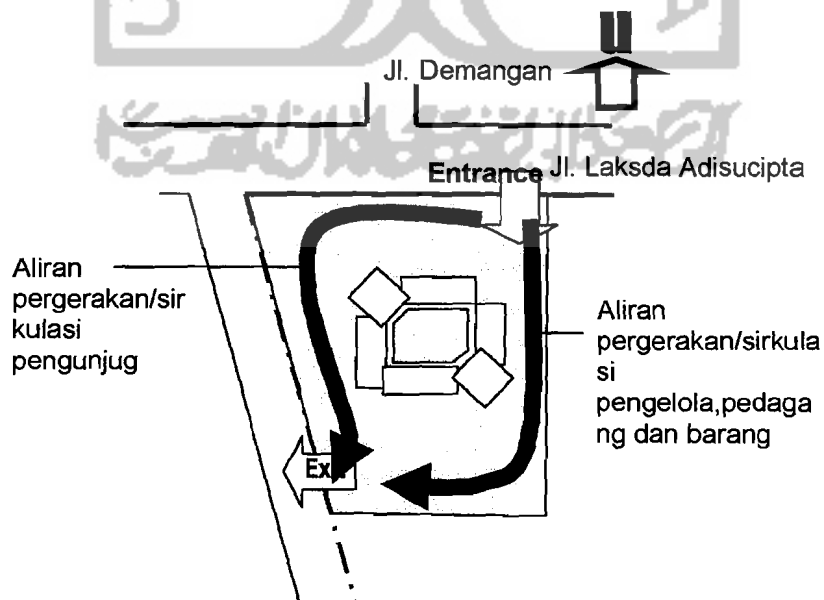 U
Jl. Demangan
Entrance Jl. Laksda Adisucipta
Aliran
pergerakan/sir
kulasi
pengunjug
Aliran
pergerakan/sirkula
si
pengelola,pedaga
ng dan barang